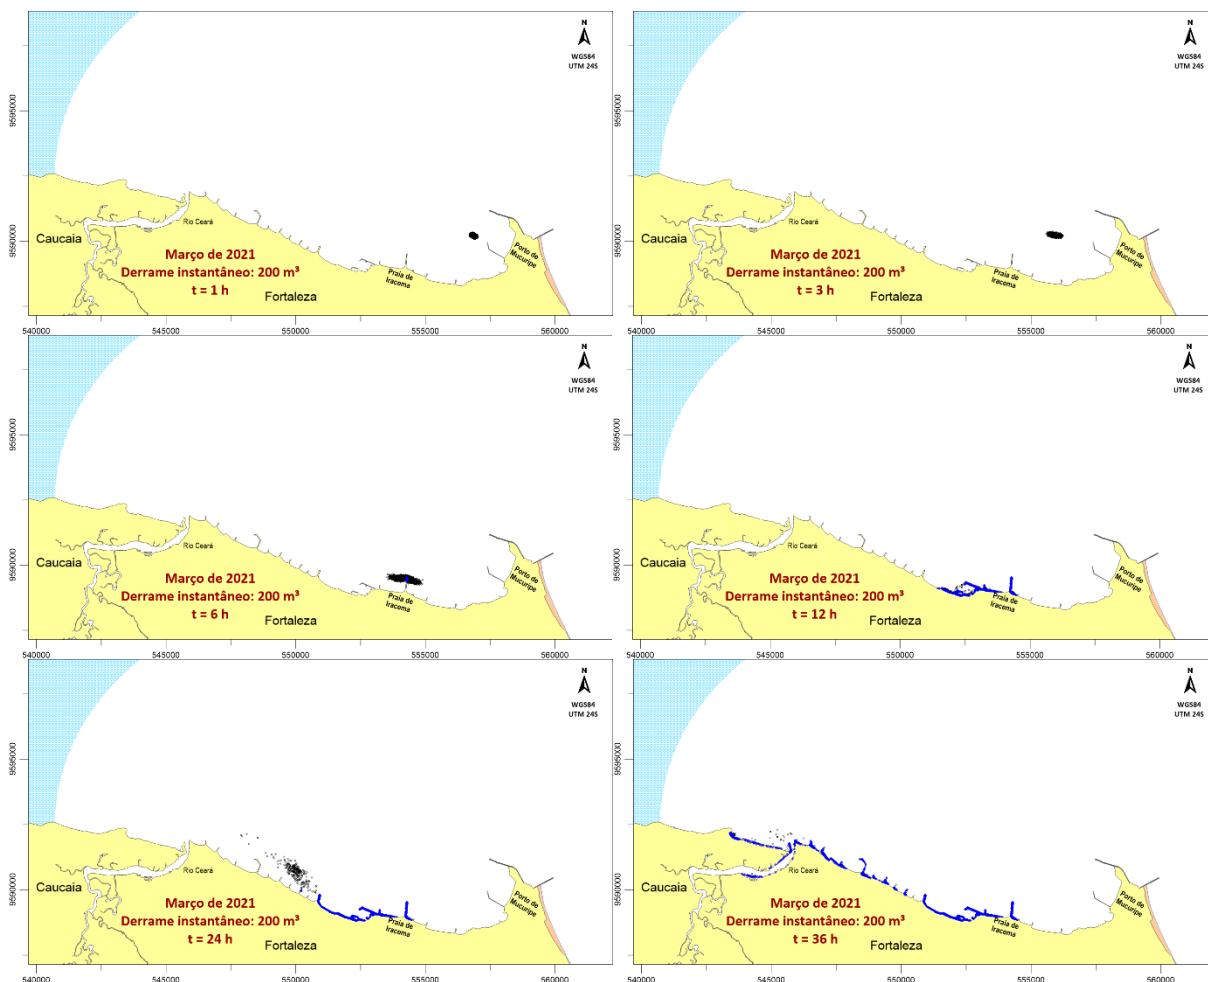 N
WGS84
UTM 24S
9595000
9590000
Rio Ceará
Caucaia
Porto de
Mucuripe
Março de 2021
Derrame instantâneo: 200 m³
t = 1 h
Praia de
Iracema
Fortaleza
540000
545000
550000
555000
560000
N
WGS84
UTM 24S
9595000
9590000
Rio Ceará
Caucaia
Porto de
Mucuripe
Março de 2021
Derrame instantâneo: 200 m³
t = 3 h
Praia de
Iracema
Fortaleza
540000
545000
550000
555000
560000
N
WGS84
UTM 24S
9595000
9590000
Rio Ceará
Caucaia
Porto de
Mucuripe
Março de 2021
Derrame instantâneo: 200 m³
t = 6 h
Praia de
Iracema
Fortaleza
540000
545000
550000
555000
560000
N
WGS84
UTM 24S
9595000
9590000
Rio Ceará
Caucaia
Porto de
Mucuripe
Março de 2021
Derrame instantâneo: 200 m³
t = 12 h
Praia de
Iracema
Fortaleza
540000
545000
550000
555000
560000
N
WGS84
UTM 24S
9595000
9590000
Rio Ceará
Caucaia
Porto de
Mucuripe
Março de 2021
Derrame instantâneo: 200 m³
t = 24 h
Praia de
Iracema
Fortaleza
540000
545000
550000
555000
560000
N
WGS84
UTM 24S
9595000
9590000
Rio Ceará
Caucaia
Porto de
Mucuripe
Março de 2021
Derrame instantâneo: 200 m³
t = 36 h
Praia de
Iracema
Fortaleza
540000
545000
550000
555000
560000